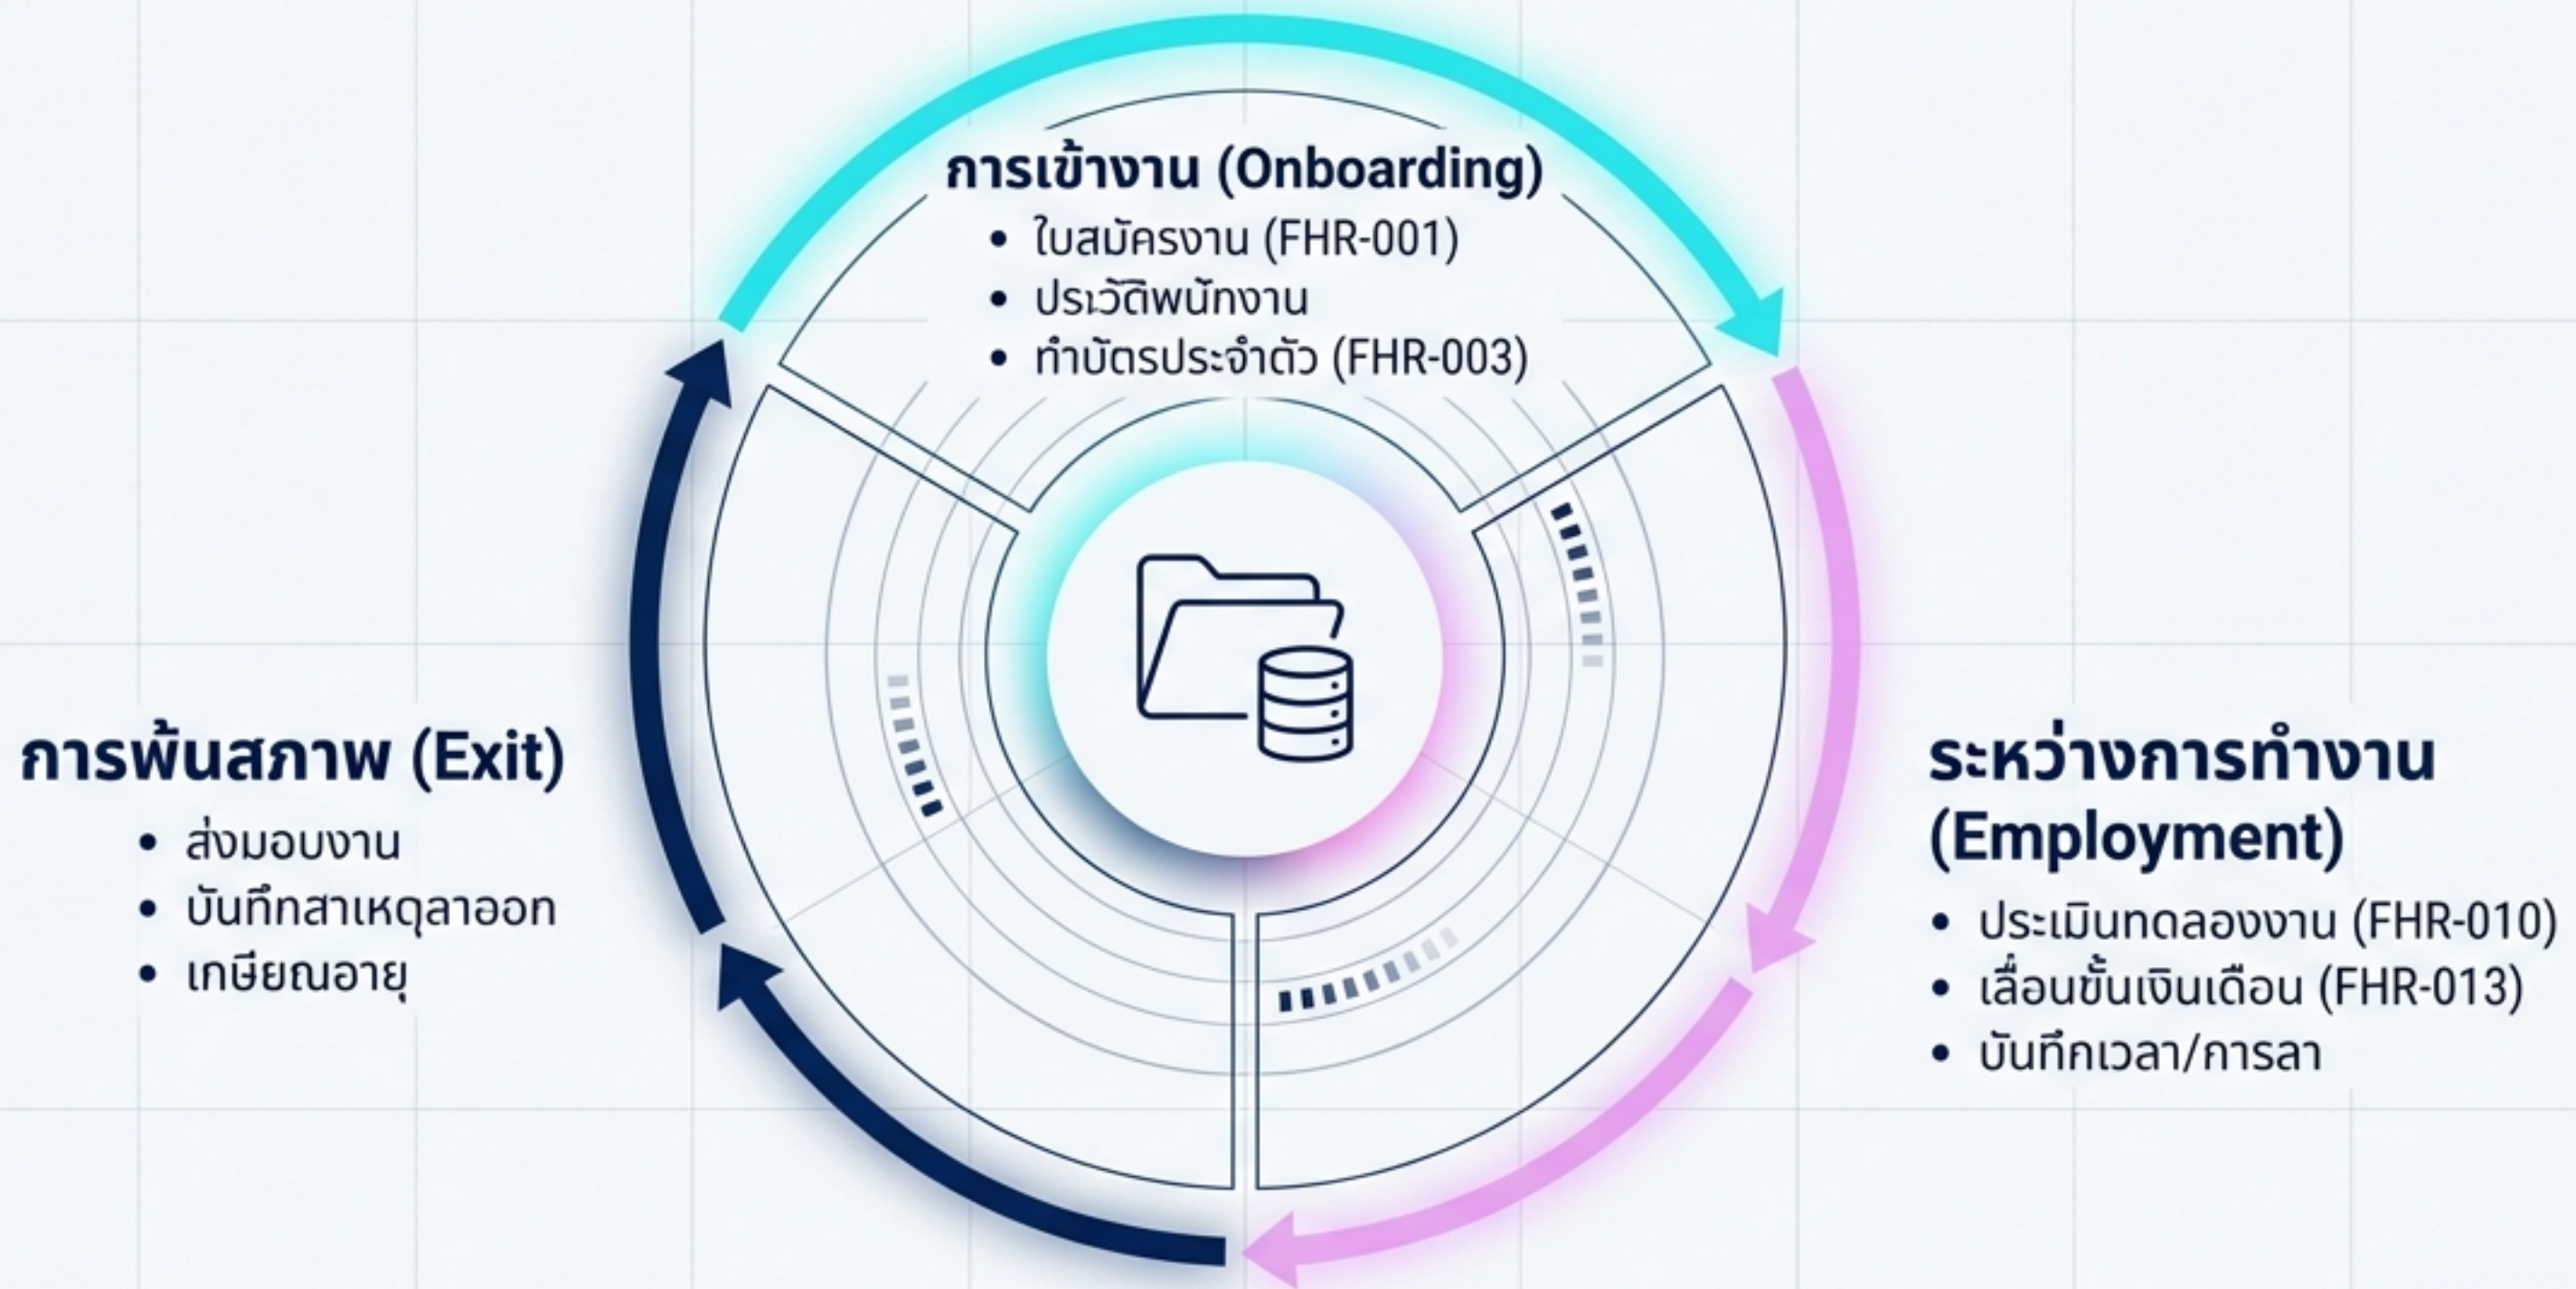 การเข้างาน (Onboarding)
• ใบสมัครงาน (FHR-001)
• ประวัติพนักงาน
• ทำบัตรประจำตัว (FHR-003)
การพ้นสภาพ (Exit)
• ส่งมอบงาน
• บันทึกสาเหตุลาออก
• เกษียณอายุ
ระหว่างการทำงาน
(Employment)
• ประเมินทดลองงาน (FHR-010)
• เลื่อนขั้นเงินเดือน (FHR-013)
• บันทึกเวลา/การลา